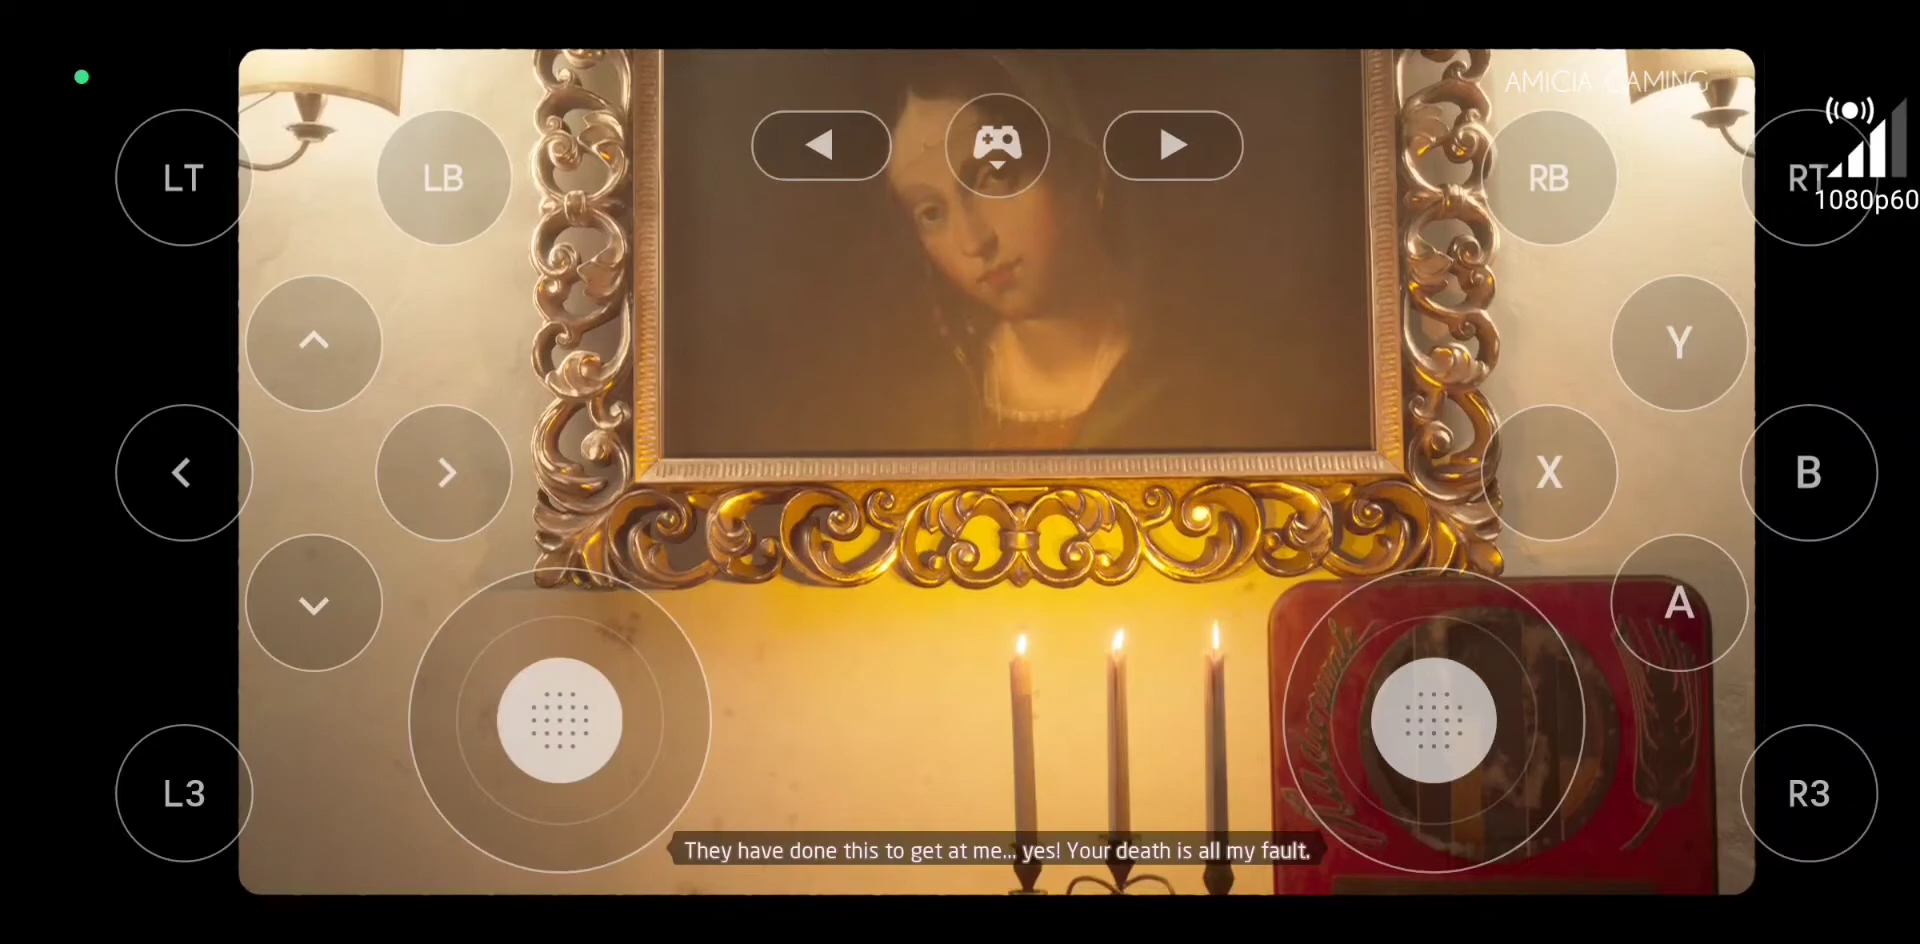 AMICIA GAMING
LT
LB
RB
RT
1080p60
Y
X
B
A
L3
R3
They have done this to get at me... yes! Your death is all my fault.